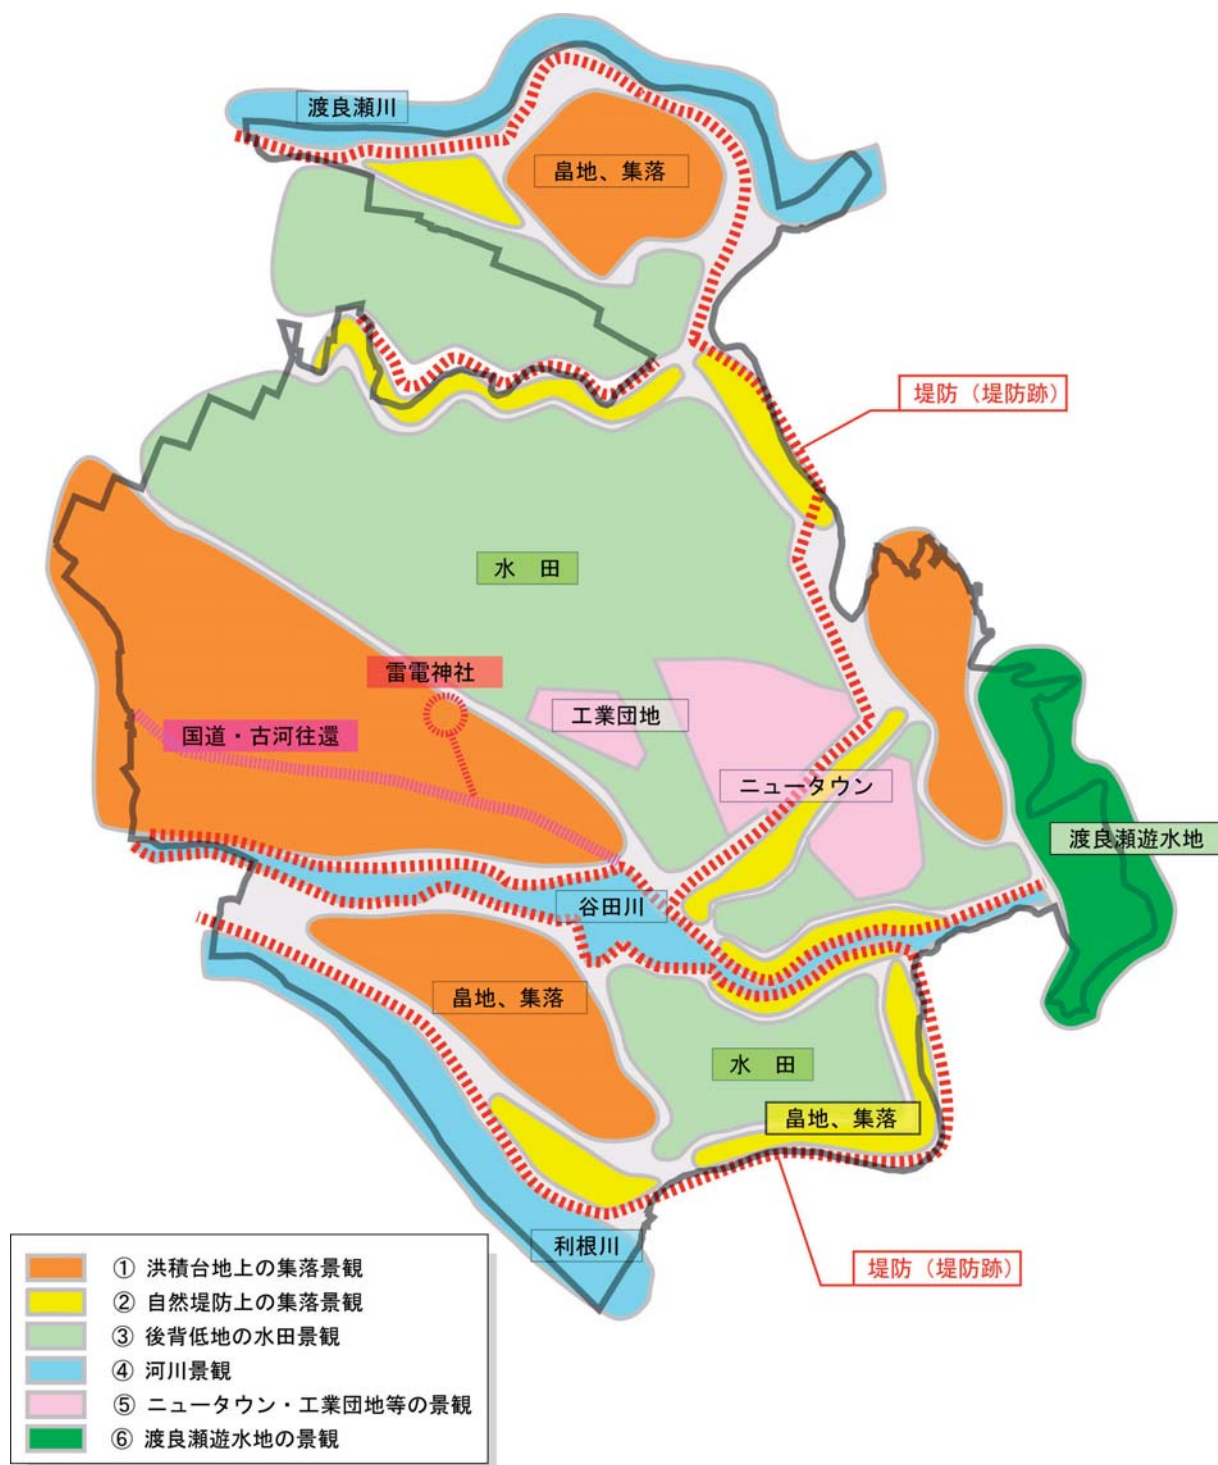 渡良瀬川
畠地、集落
堤防（堤防跡）
水　田
雷電神社
国道・古河往還
工業団地
ニュータウン
渡良瀬遊水地
谷田川
畠地、集落
水　田
畠地、集落
利根川
堤防（堤防跡）
① 洪積台地上の集落景観
② 自然堤防上の集落景観
③ 後背低地の水田景観
④ 河川景観
⑤ ニュータウン・工業団地等の景観
⑥ 渡良瀬遊水地の景観